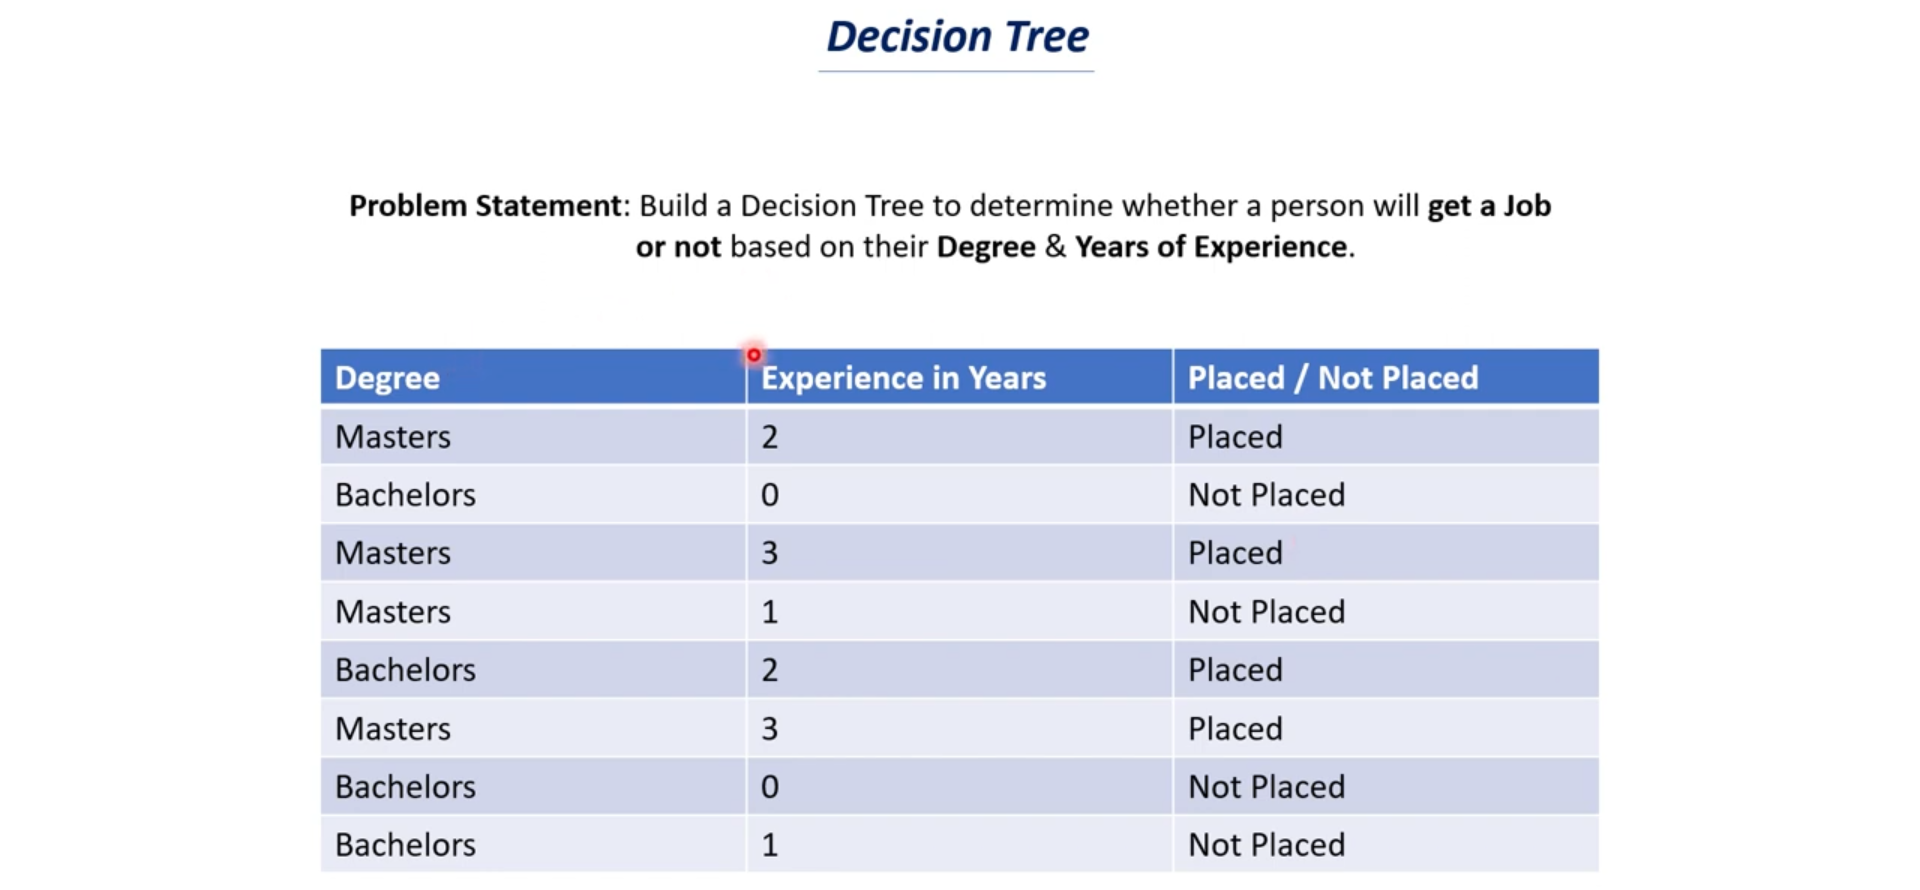 Decision Tree
Problem Statement: Build a Decision Tree to determine whether a person will get a Job
or not based on their Degree & Years of Experience.
Degree Experience in Years Placed / Not Placed
Masters 2 Placed
Bachelors 0 Not Placed
Masters 3 Placed
Masters 1 Not Placed
Bachelors 2 Placed
Masters 3 Placed
Bachelors 0 Not Placed
Bachelors 1 Not Placed